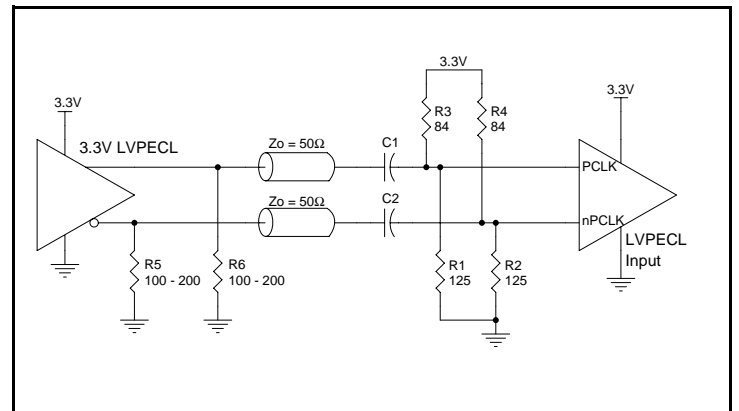 3.3V
3.3V LVPECL
R5
100 - 200
R6
100 - 200
Zo = 50Ω
Zo = 50Ω
C1
C2
3.3V
R3
84
R4
84
R1
125
R2
125
3.3V
PCLK
nPCLK
LVPECL
Input